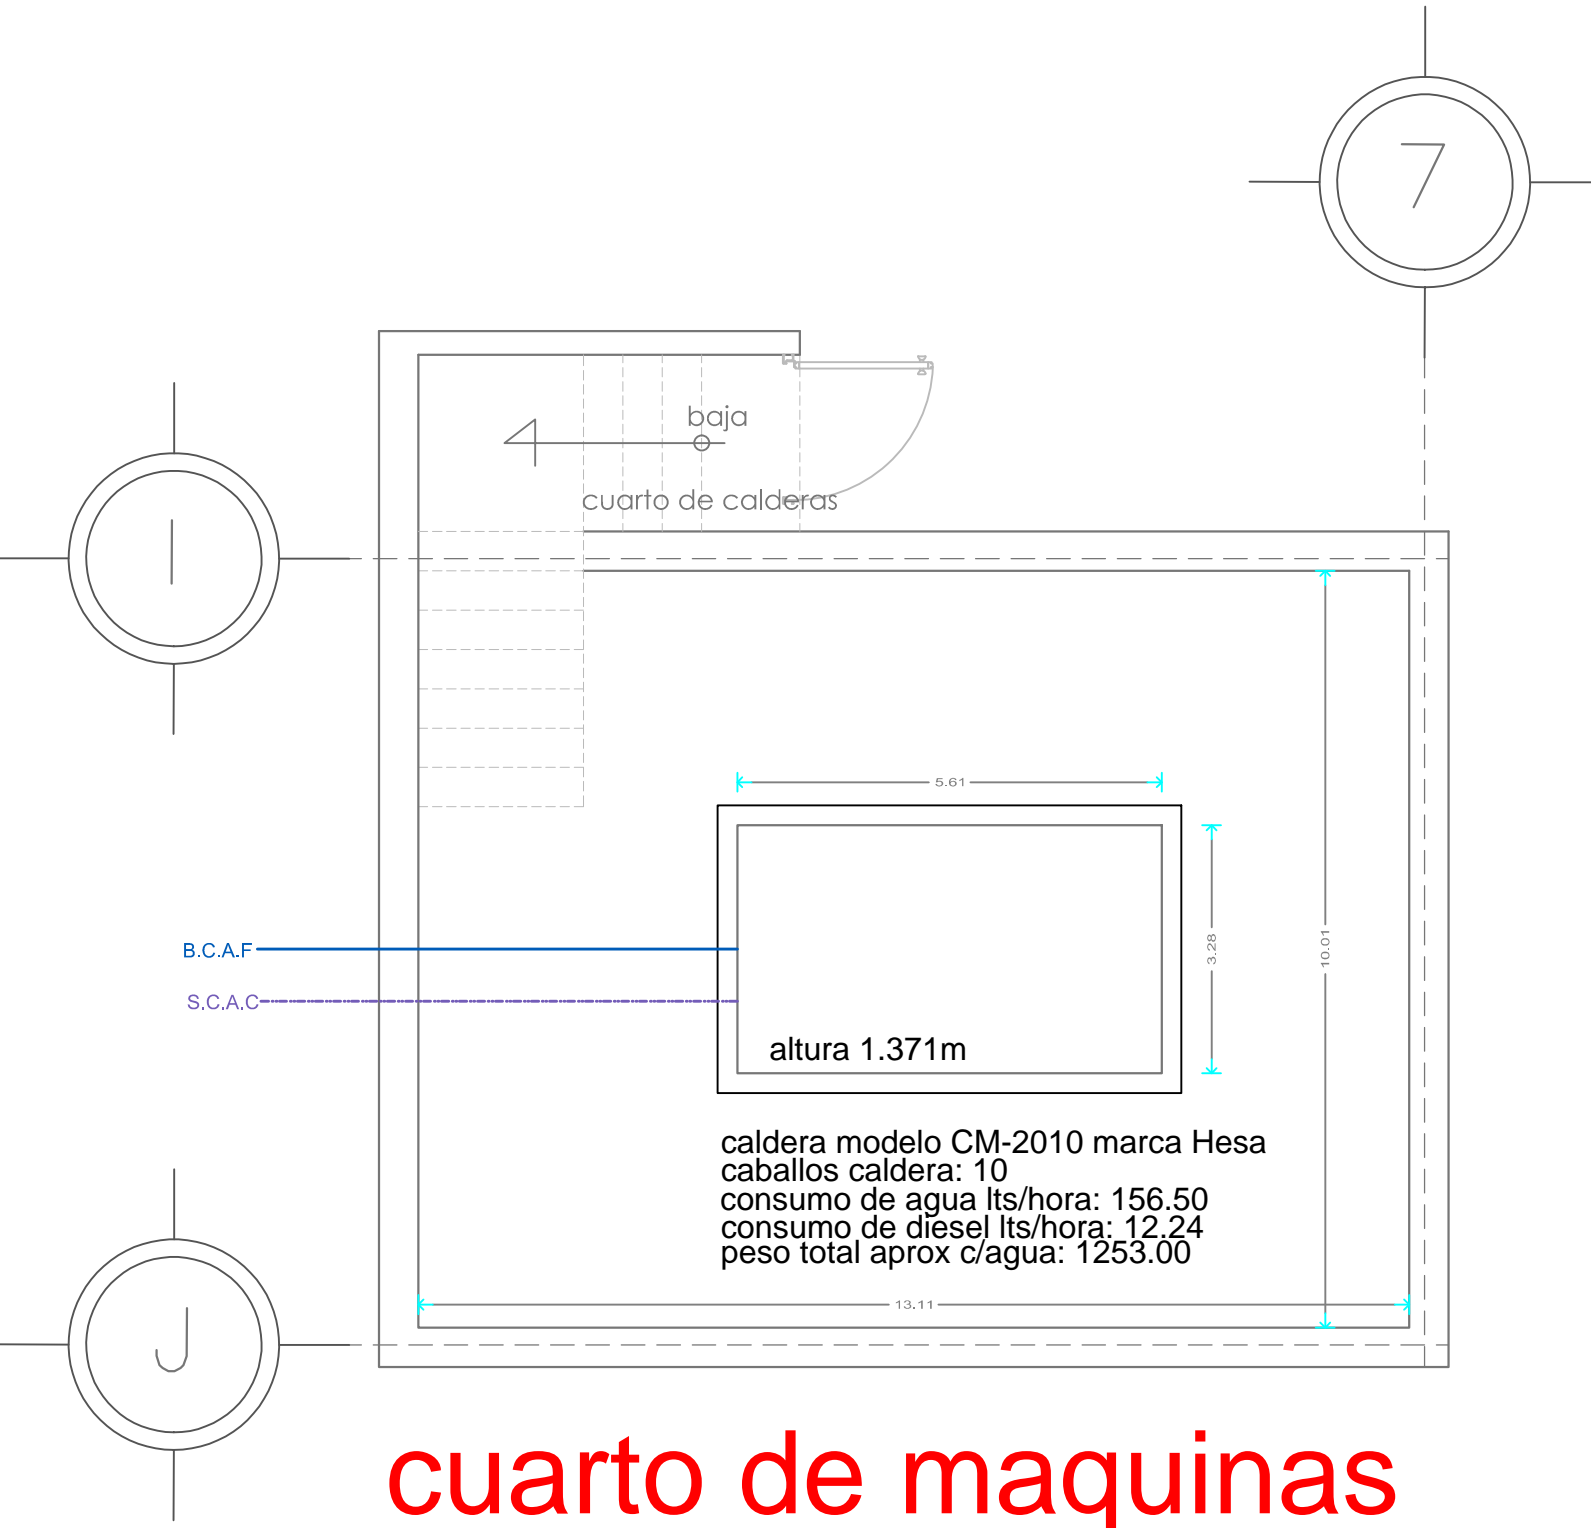 7
baja
cuarto de calderas
I
5.61
3.28
10.01
B.C.A.F
S.C.A.C
altura 1.371m
caldera modelo CM-2010 marca Hesa
caballos caldera: 10
consumo de agua lts/hora: 156.50
consumo de diesel lts/hora: 12.24
peso total aprox c/agua: 1253.00
13.11
J
cuarto de maquinas